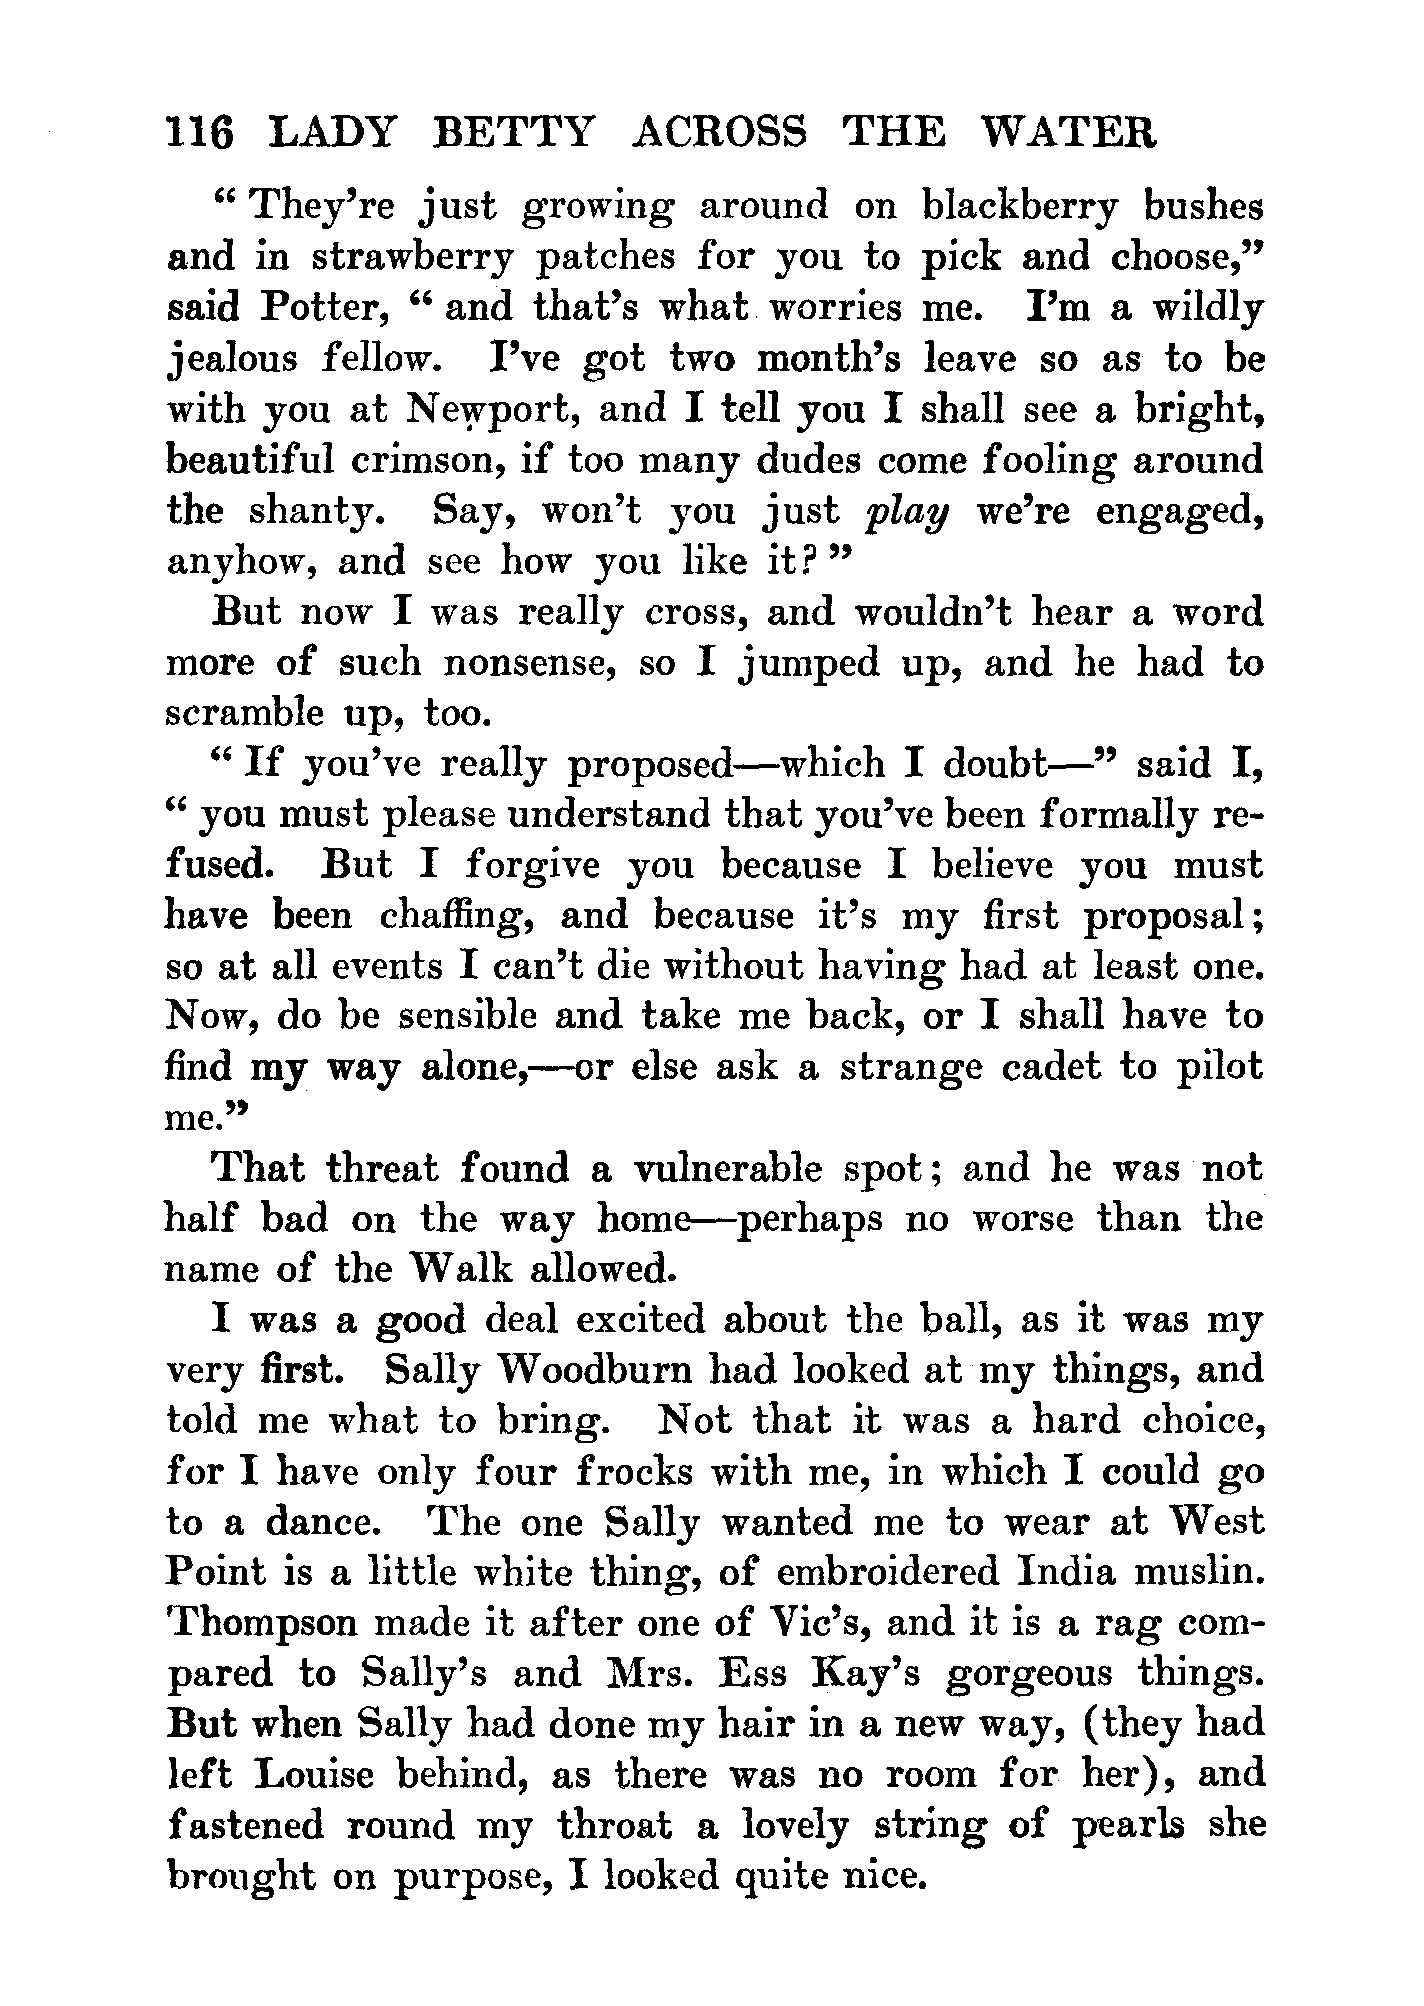 116 LADY BETTY ACROSS THE WATER
“They’re just growing around on blackberry bushes
and in strawberry patches for you to pick and choose,”
said Potter, “and that’s what worries me. I’m a wildly
jealous fellow. I’ve got two month’s leave so as to be
with you at Newport, and I tell you I shall see a bright,
beautiful crimson, if too many dudes come fooling around
the shanty. Say, won’t you just play we’re engaged,
anyhow, and see how you like it?”
But now I was really cross, and wouldn’t hear a word
more of such nonsense, so I jumped up, and he had to
scramble up, too.
“If you’ve really proposed—which I doubt—” said I,
“you must please understand that you’ve been formally re-
fused. But I forgive you because I believe you must
have been chaffing, and because it’s my first proposal;
so at all events I can’t die without having had at least one.
Now, do be sensible and take me back, or I shall have to
find my way alone,—or else ask a strange cadet to pilot
me.”
That threat found a vulnerable spot; and he was not
half bad on the way home—perhaps no worse than the
name of the Walk allowed.
I was a good deal excited about the ball, as it was my
very first. Sally Woodburn had looked at my things, and
told me what to bring. Not that it was a hard choice,
for I have only four frocks with me, in which I could go
to a dance. The one Sally wanted me to wear at West
Point is a little white thing, of embroidered India muslin.
Thompson made it after one of Vic’s, and it is a rag com-
pared to Sally’s and Mrs. Ess Kay’s gorgeous things.
But when Sally had done my hair in a new way, (they had
left Louise behind, as there was no room for her), and
fastened round my throat a lovely string of pearls she
brought on purpose, I looked quite nice.